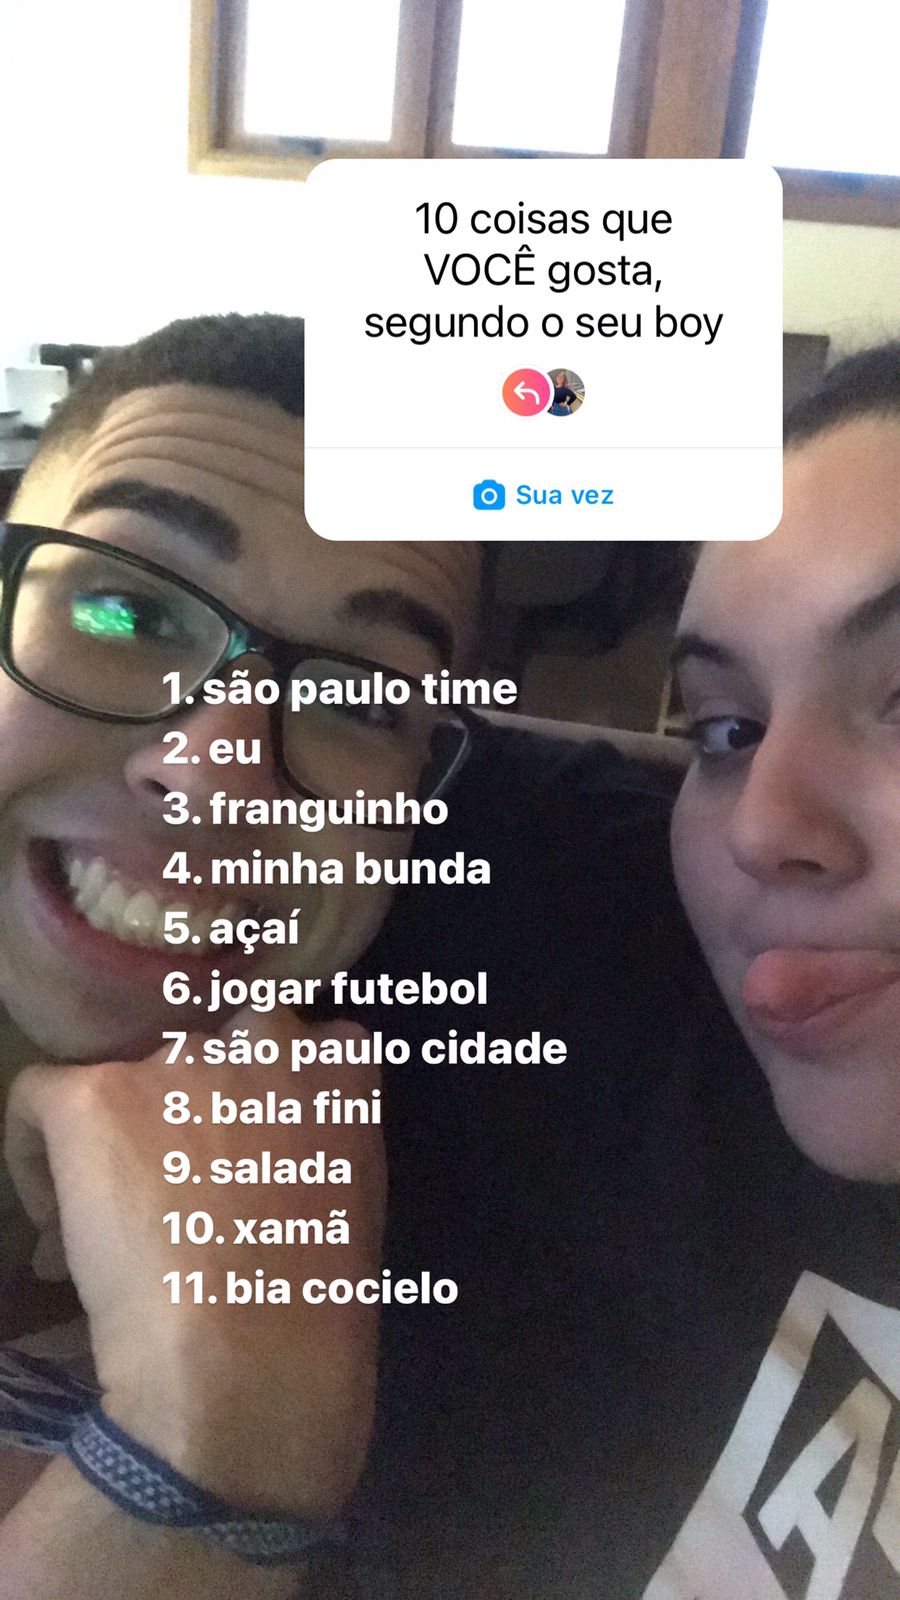 10 coisas que
VOCÊ gosta,
segundo o seu boy
Sua vez
1. são paulo time
2. eu
3. franguinho
4. minha bunda
5. açaí
6. jogar futebol
7. são paulo cidade
8. bala fini
9. salada
10. xamã
11. bia cocielo